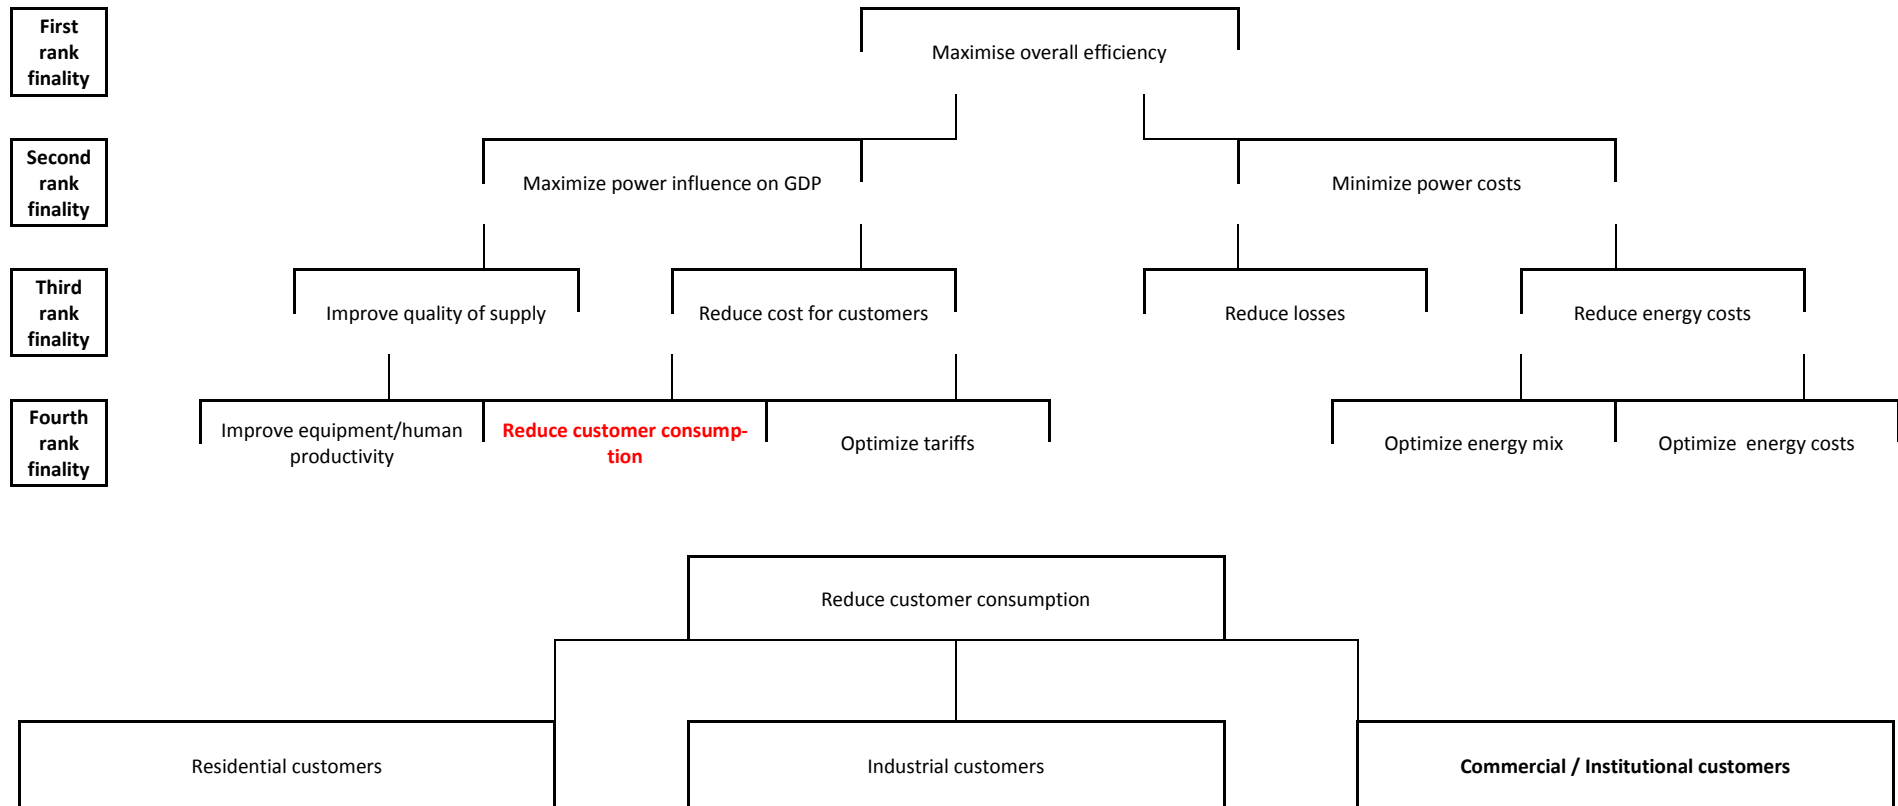 First
rank
finality
Maximise overall efficiency
Second
rank
finality
Maximize power influence on GDP
Minimize power costs
Third
rank
finality
Improve quality of supply
Reduce cost for customers
Reduce losses
Reduce energy costs
Fourth
rank
finality
Improve equipment/human
productivity
Reduce customer consump-
tion
Optimize tariffs
Optimize energy mix
Optimize  energy costs
Reduce customer consumption
Residential customers
Industrial customers
Commercial / Institutional customers